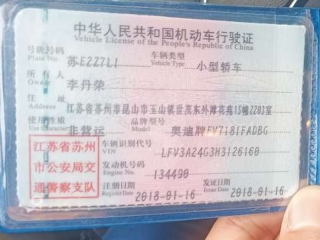 中华人民共和国机动车行驶证
Vehicle License of the People's Republic of China
号牌号码 苏E2Z7L1 车辆类型 小型轿车
Plate No. Vehicle Type
所有人 李丹荣
Owner
住址 江苏省苏州市昆山市玉山镇世茂东外滩花苑15幢2203室
Address
使用性质 非营运 品牌型号 奥迪牌FV7181FADBG
江苏省苏州
市公安局交
通警察支队
车辆识别代号 LFV3A24G3H3126160
VIN
发动机号码 134490
Engine No.
注册日期 2018-01-16 发证日期 2018-01-16
Register Date Issue Date